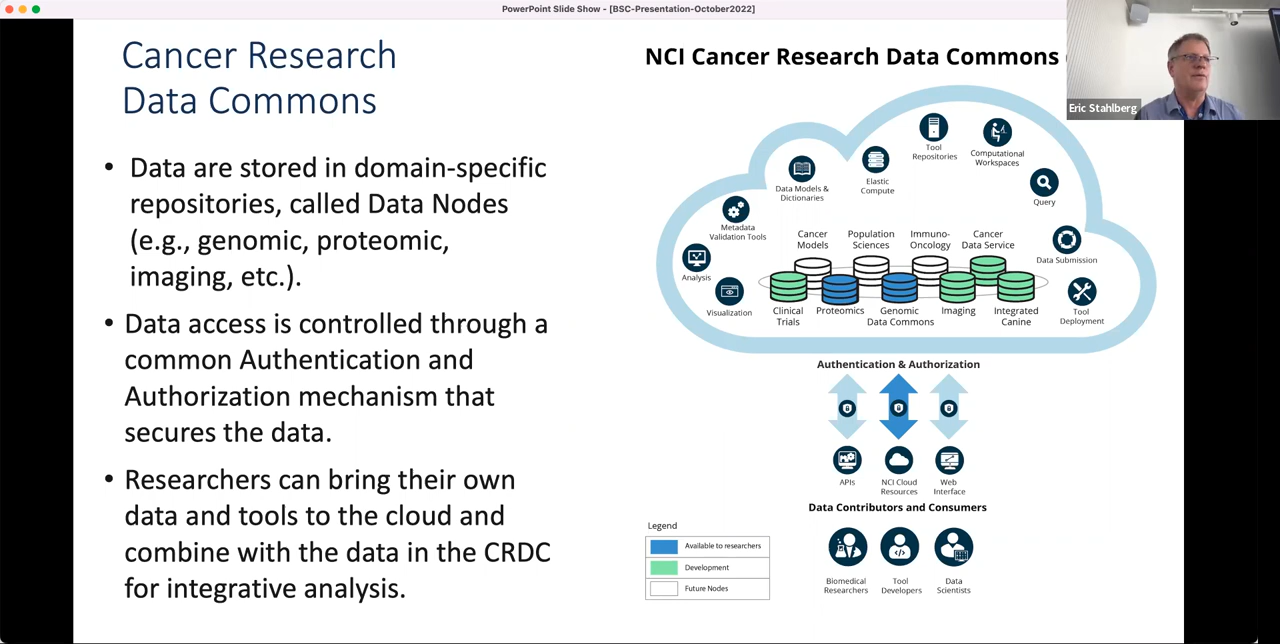 PowerPoint Slide Show - [BSC-Presentation-October2022]
Cancer Research
Data Commons
• Data are stored in domain-specific
repositories, called Data Nodes
(e.g., genomic, proteomic,
imaging, etc.).
• Data access is controlled through a
common Authentication and
Authorization mechanism that
secures the data.
• Researchers can bring their own
data and tools to the cloud and
combine with the data in the CRDC
for integrative analysis.
NCI Cancer Research Data Commons
Eric Stahlberg
Tool
Repositories
Computational
Workspaces
Elastic
Compute
Data Models &
Dictionaries
Query
Metadata
Validation Tools
Data Submission
Analysis
Visualization
Tool
Deployment
Cancer
Models
Population
Sciences
Immuno-
Oncology
Cancer
Data Service
Clinical
Trials
Proteomics
Genomic
Data Commons
Imaging
Integrated
Canine
Authentication & Authorization
APIs
NCI Cloud
Resources
Web
Interface
Data Contributors and Consumers
Biomedical
Researchers
Tool
Developers
Data
Scientists
Legend
Available to researchers
Development
Future Nodes